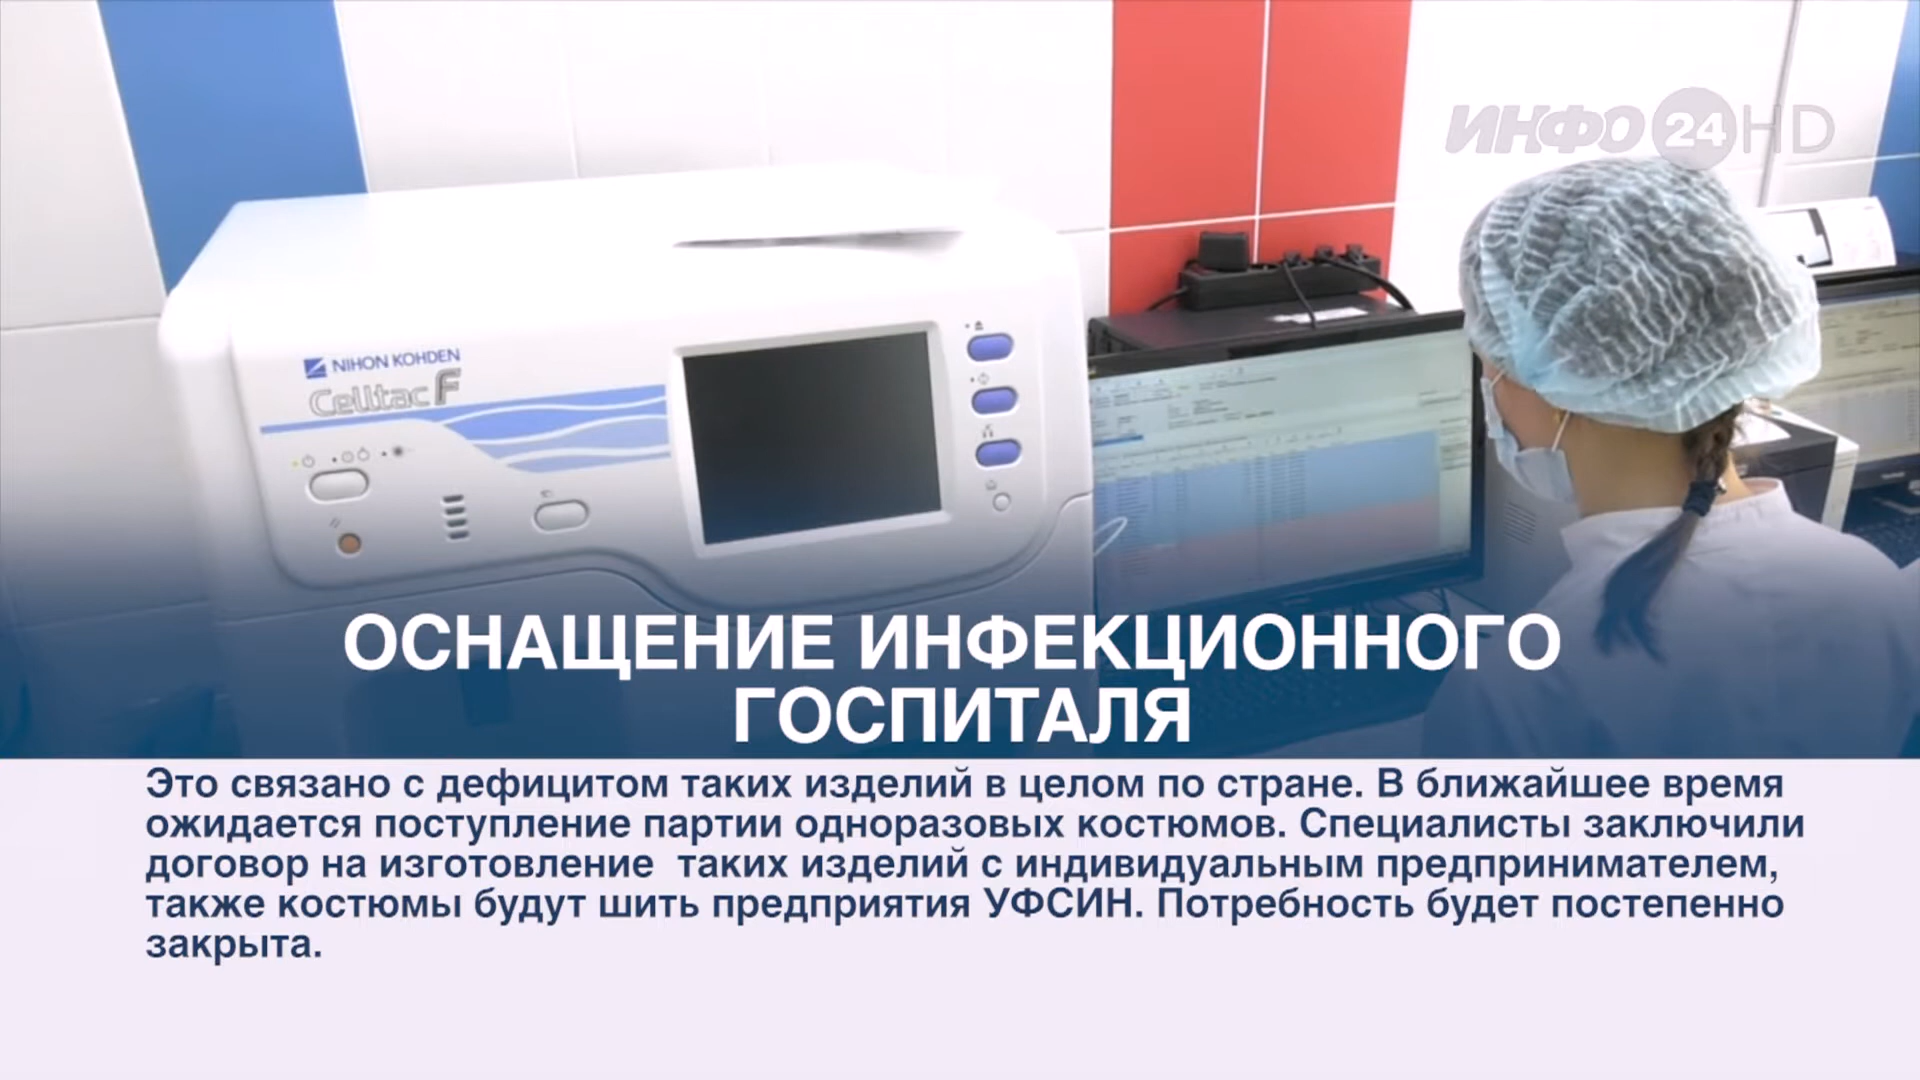 ИНФО 24 HD
NIHON KOHDEN
Celltac F
ОСНАЩЕНИЕ ИНФЕКЦИОННОГО
ГОСПИТАЛЯ
Это связано с дефицитом таких изделий в целом по стране. В ближайшее время
ожидается поступление партии одноразовых костюмов. Специалисты заключили
договор на изготовление таких изделий с индивидуальным предпринимателем,
также костюмы будут шить предприятия УФСИН. Потребность будет постепенно
закрыта.